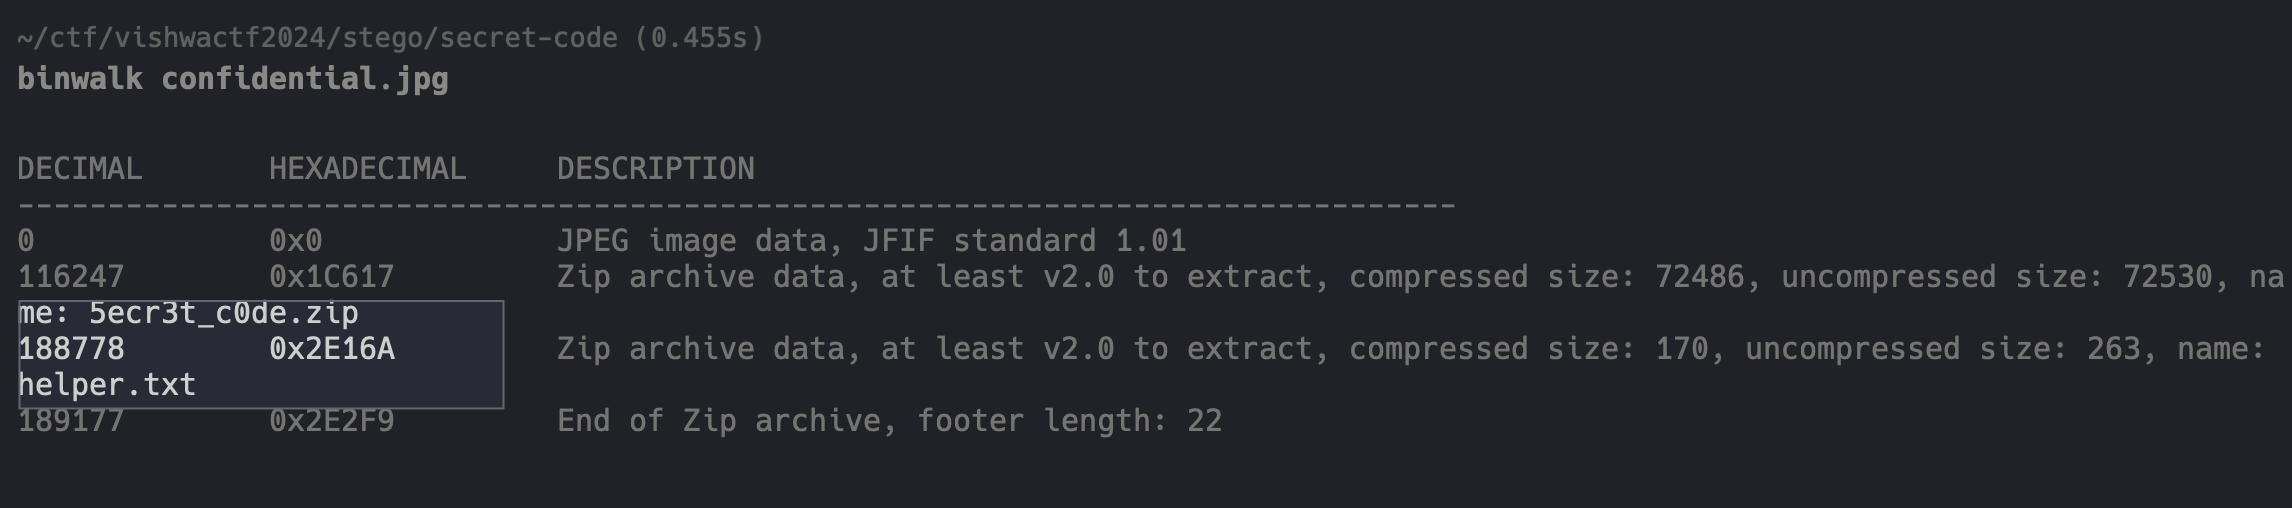 ~/ctf/vishwactf2024/stego/secret-code (0.455s)
binwalk confidential.jpg
DECIMAL       HEXADECIMAL     DESCRIPTION
--------------------------------------------------------------------------------
0             0x0             JPEG image data, JFIF standard 1.01
116247        0x1C617         Zip archive data, at least v2.0 to extract, compressed size: 72486, uncompressed size: 72530, na
me: 5ecr3t_c0de.zip
188778        0x2E16A         Zip archive data, at least v2.0 to extract, compressed size: 170, uncompressed size: 263, name:
helper.txt
189177        0x2E2F9         End of Zip archive, footer length: 22